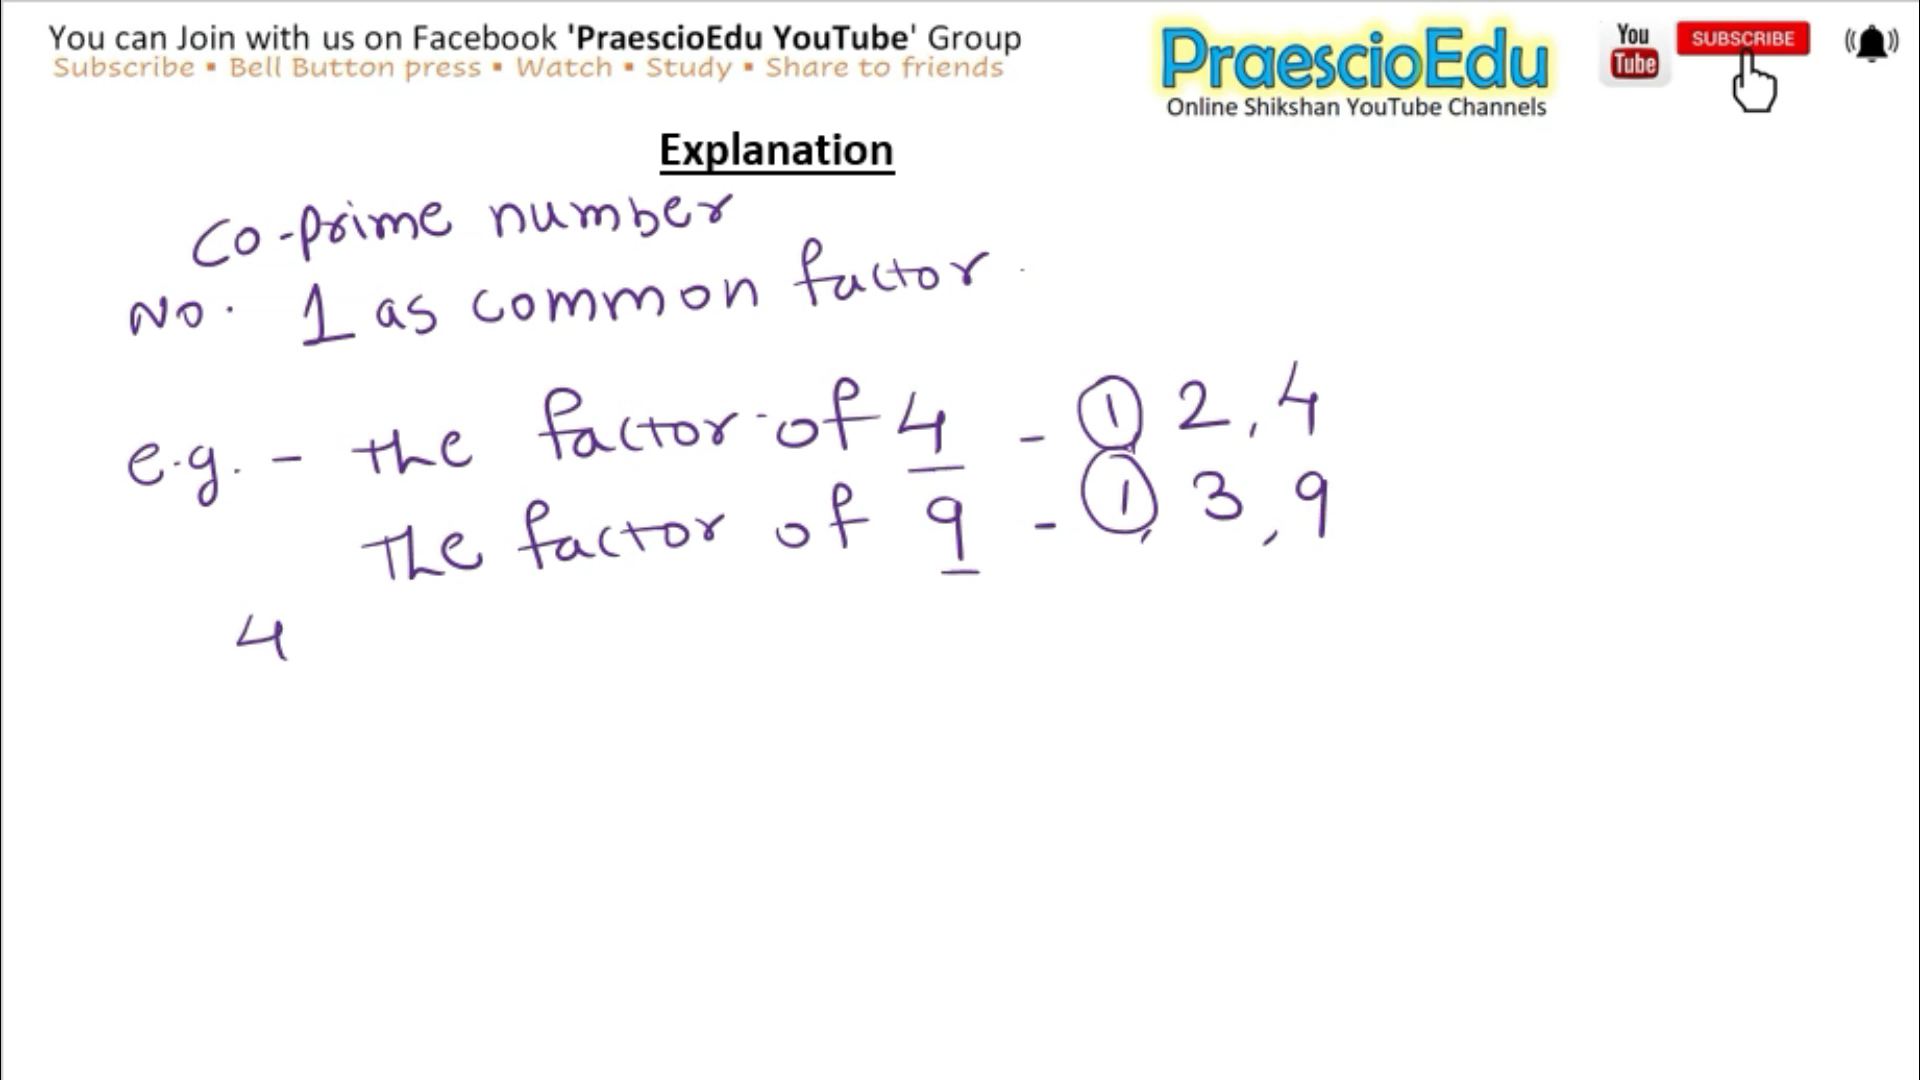 You can Join with us on Facebook 'PraescioEdu YouTube' Group
Subscribe ▪ Bell Button press ▪ Watch ▪ Study ▪ Share to friends
PraescioEdu
Online Shikshan YouTube Channels
You
Tube
SUBSCRIBE
Explanation
Co-prime number
No. 1 as common factor.
e.g. - the factor of 4 - 1, 2, 4
The factor of 9 - 1, 3, 9
4